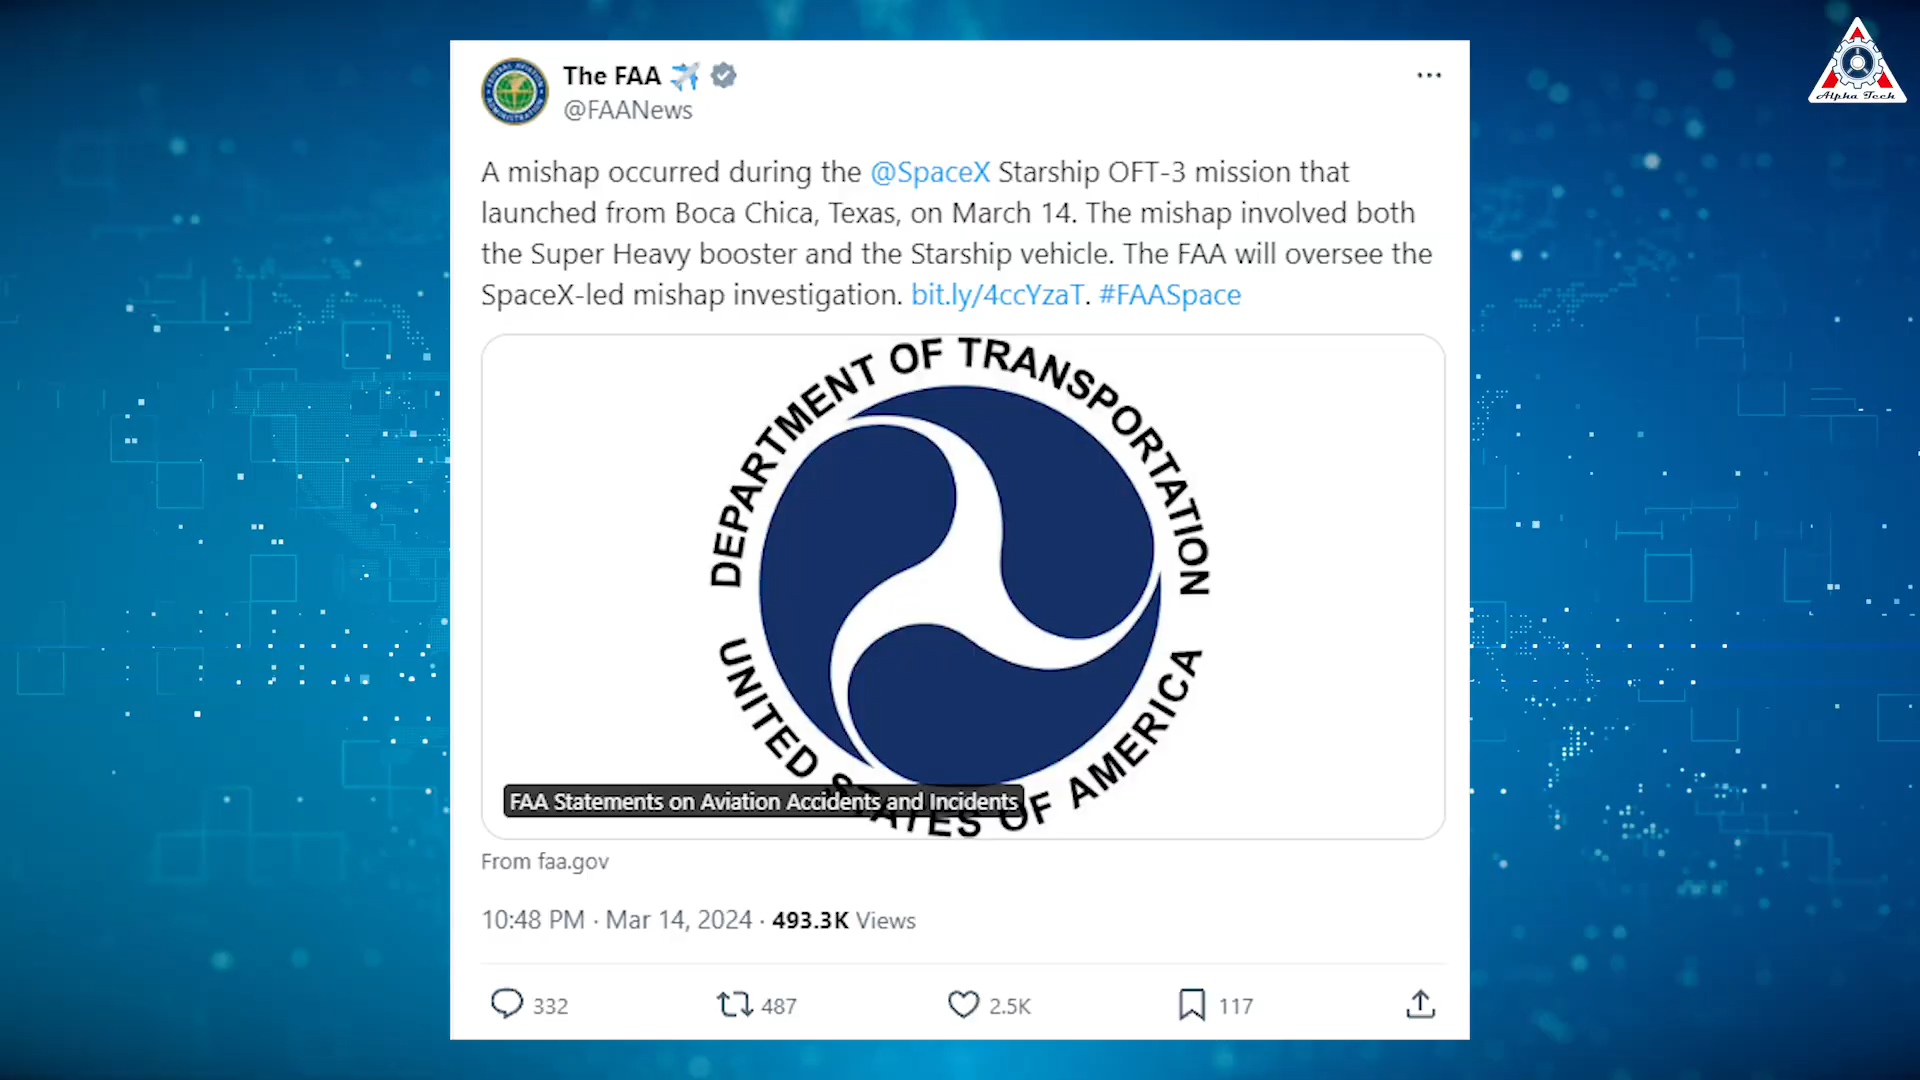 Alpha Tech
The FAA
@FAANews
A mishap occurred during the @SpaceX Starship OFT-3 mission that
launched from Boca Chica, Texas, on March 14. The mishap involved both
the Super Heavy booster and the Starship vehicle. The FAA will oversee the
SpaceX-led mishap investigation. bit.ly/4ccYzaT. #FAASpace
DEPARTMENT OF TRANSPORTATION
UNITED STATES OF AMERICA
FAA Statements on Aviation Accidents and Incidents
From faa.gov
10:48 PM · Mar 14, 2024 · 493.3K Views
332 487 2.5K 117